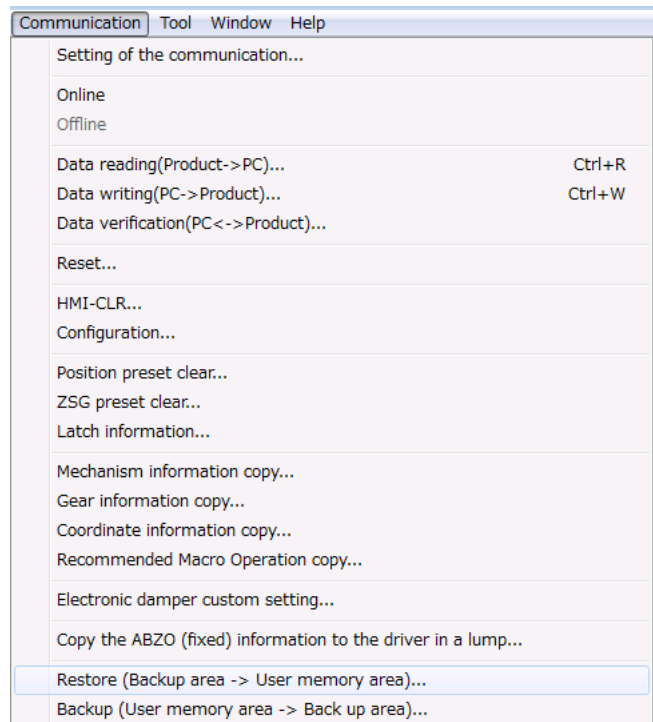 Communication Tool Window Help
Setting of the communication...
Online
Offline
Data reading(Product->PC)... Ctrl+R
Data writing(PC->Product)... Ctrl+W
Data verification(PC<->Product)...
Reset...
HMI-CLR...
Configuration...
Position preset clear...
ZSG preset clear...
Latch information...
Mechanism information copy...
Gear information copy...
Coordinate information copy...
Recommended Macro Operation copy...
Electronic damper custom setting...
Copy the ABZO (fixed) information to the driver in a lump...
Restore (Backup area -> User memory area)...
Backup (User memory area -> Back up area)...